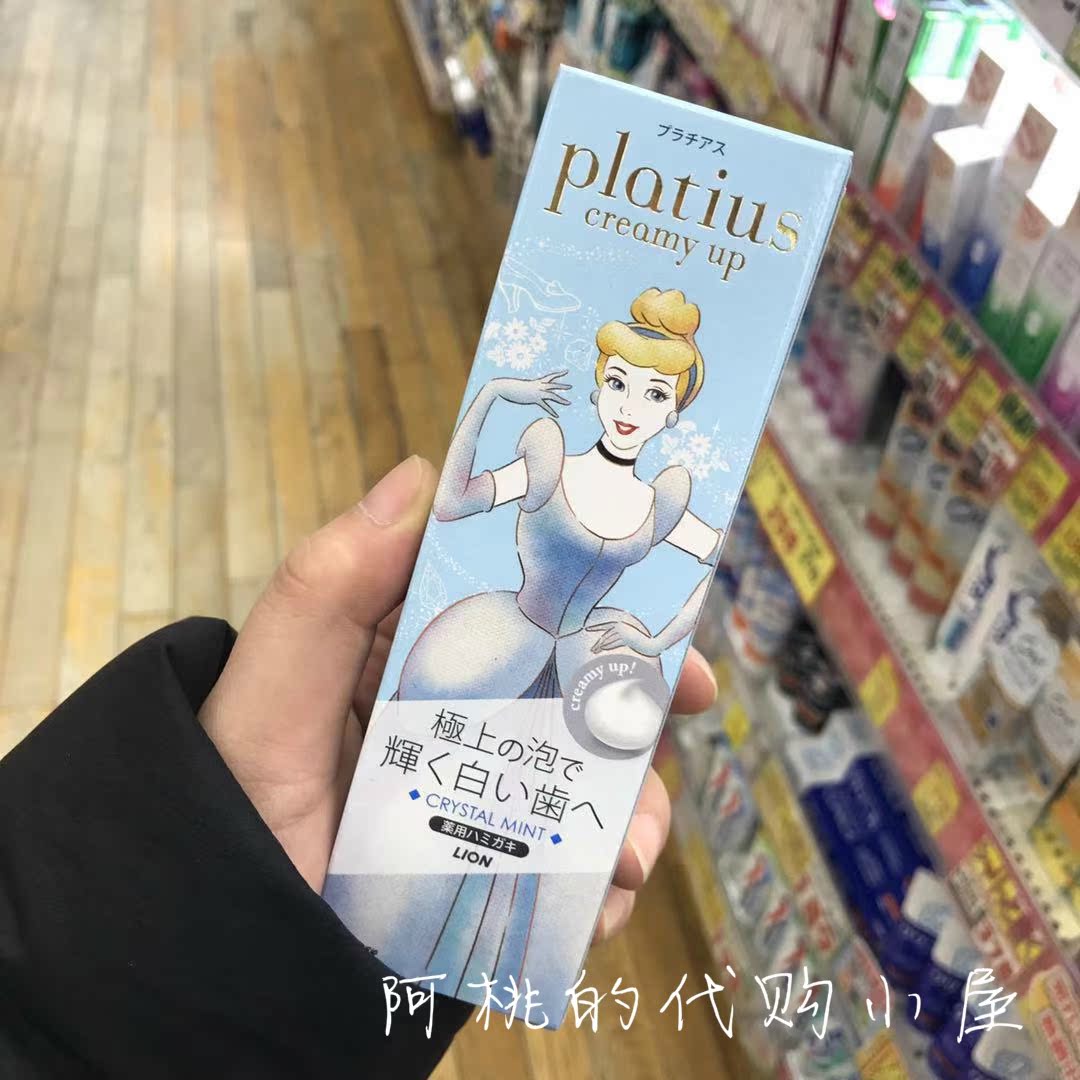 プラチアス
platius
creamy up
creamy up!
極上の泡で
輝く白い歯へ
CRYSTAL MINT
薬用ハミガキ
LION
阿桃的代购小屋